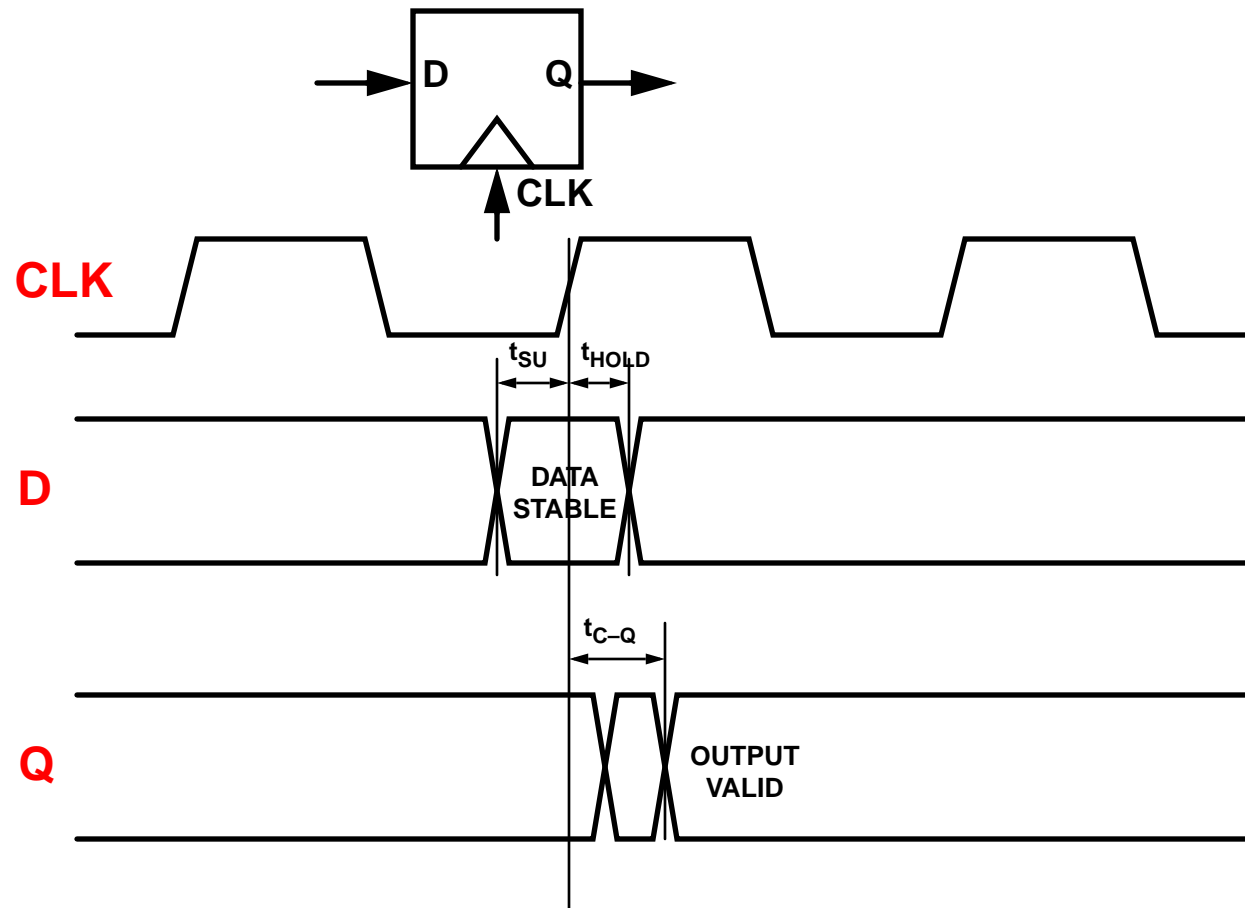 D
Q
CLK
CLK
tSU
tHOLD
D
DATA
STABLE
tC–Q
Q
OUTPUT
VALID